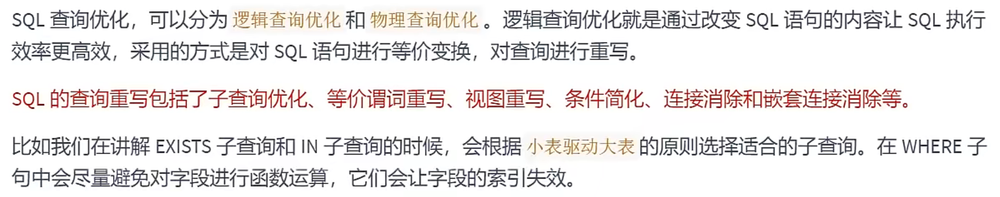 SQL 查询优化，可以分为 逻辑查询优化 和 物理查询优化 。逻辑查询优化就是通过改变 SQL 语句的内容让 SQL 执行
效率更高效，采用的方式是对 SQL 语句进行等价变换，对查询进行重写。
SQL 的查询重写包括了子查询优化、等价谓词重写、视图重写、条件简化、连接消除和嵌套连接消除等。
比如我们在讲解 EXISTS 子查询和 IN 子查询的时候，会根据 小表驱动大表 的原则选择适合的子查询。在 WHERE 子
句中会尽量避免对字段进行函数运算，它们会让字段的索引失效。